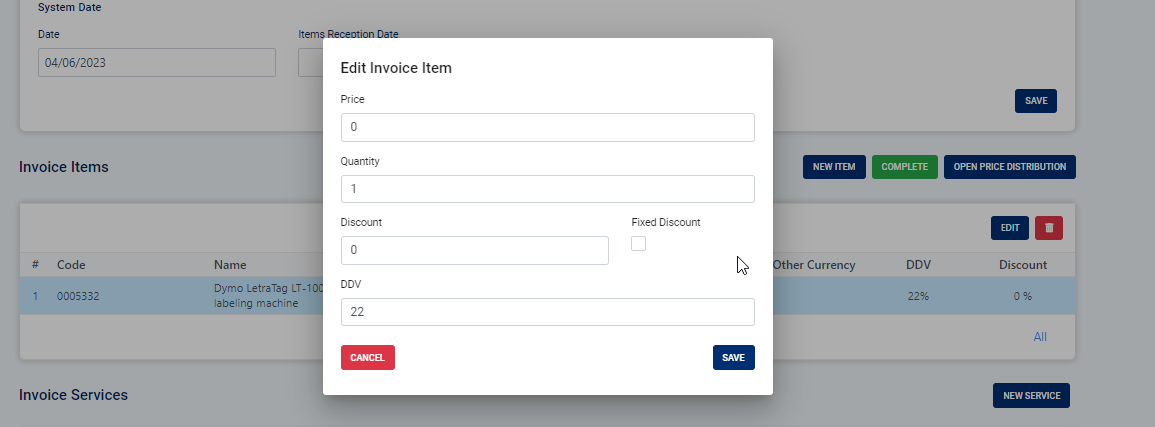 System Date
Date
Items Reception Date
04/06/2023
SAVE
Edit Invoice Item
Price
0
Quantity
1
Discount
Fixed Discount
0
DDV
22
CANCEL
SAVE
Invoice Items
NEW ITEM
COMPLETE
OPEN PRICE DISTRIBUTION
EDIT
# Code Name Other Currency DDV Discount
1 0005332 Dymo LetraTag LT-100 22% 0 %
labeling machine
All
Invoice Services
NEW SERVICE